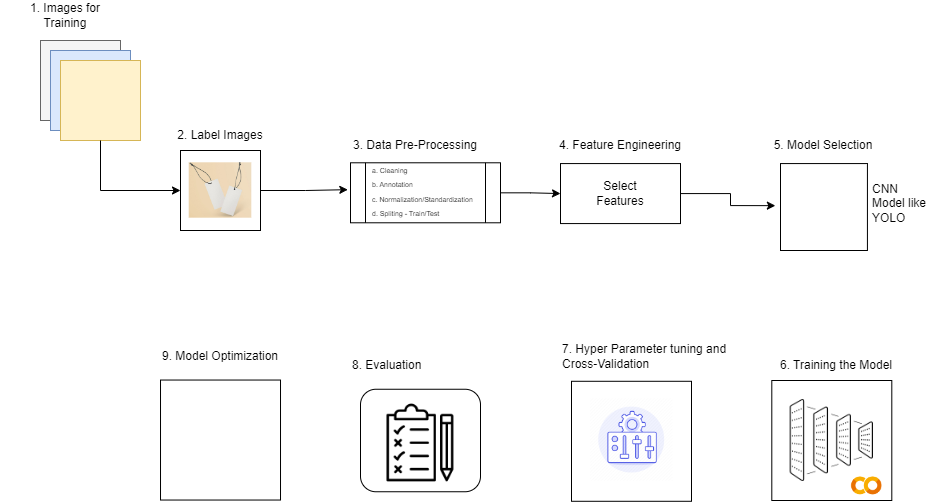 1. Images for
Training
2. Label Images
3. Data Pre-Processing
a. Cleaning
b. Annotation
c. Normalization/Standardization
d. Spliting - Train/Test
4. Feature Engineering
Select
Features
5. Model Selection
CNN
Model like
YOLO
9. Model Optimization
8. Evaluation
7. Hyper Parameter tuning and
Cross-Validation
6. Training the Model